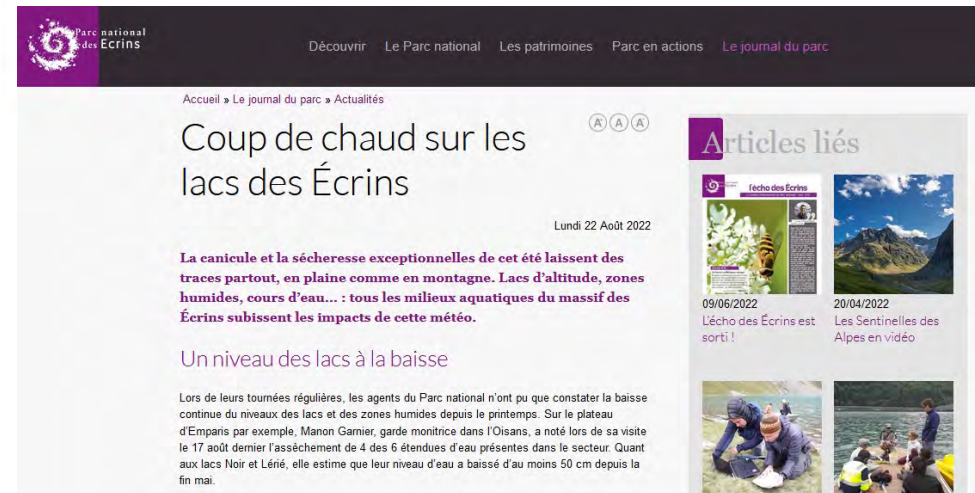 Parc national
des Ecrins
Découvrir Le Parc national Les patrimoines Parc en actions Le journal du parc
Accueil » Le journal du parc » Actualités
Coup de chaud sur les
lacs des Écrins
A A A
Lundi 22 Août 2022
La canicule et la sécheresse exceptionnelles de cet été laissent des
traces partout, en plaine comme en montagne. Lacs d'altitude, zones
humides, cours d'eau... : tous les milieux aquatiques du massif des
Écrins subissent les impacts de cette météo.
Un niveau des lacs à la baisse
Lors de leurs tournées régulières, les agents du Parc national n'ont pu que constater la baisse
continue du niveaux des lacs et des zones humides depuis le printemps. Sur le plateau
d'Emparis par exemple, Manon Garnier, garde monitrice dans l'Oisans, a noté lors de sa visite
le 17 août dernier l'assèchement de 4 des 6 étendues d'eau présentes dans le secteur. Quant
aux lacs Noir et Lérié, elle estime que leur niveau d'eau a baissé d'au moins 50 cm depuis la
fin mai.
Articles liés
l'écho des Écrins
09/06/2022
L'écho des Écrins est
sorti !
20/04/2022
Les Sentinelles des
Alpes en vidéo